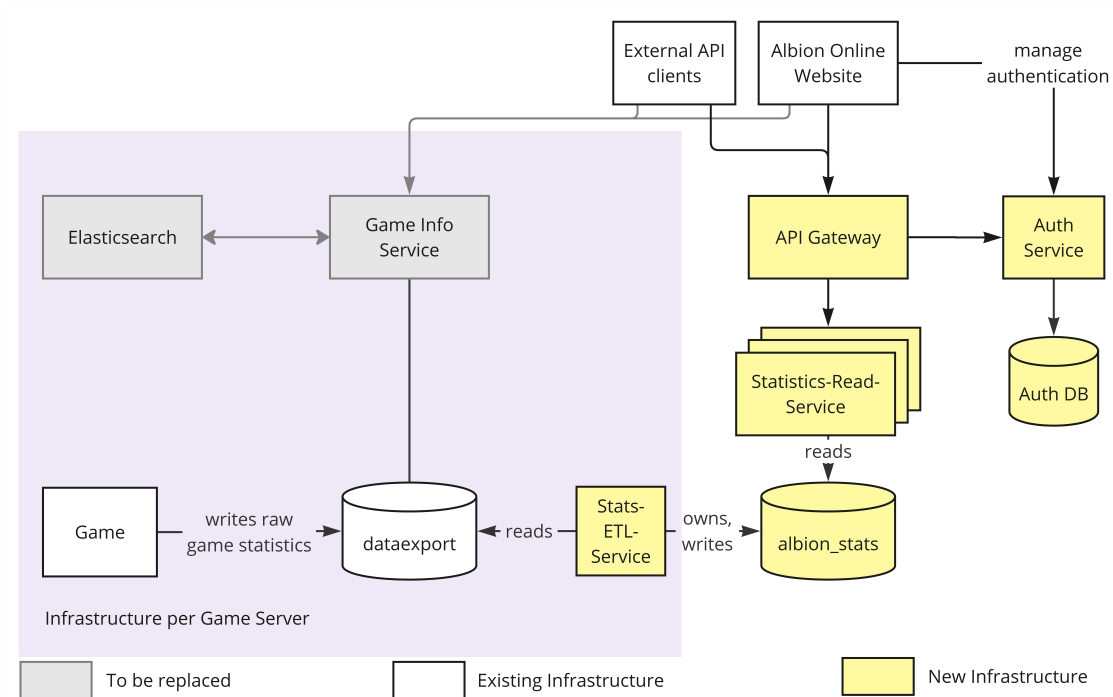 External API
clients
Albion Online
Website
manage
authentication
Elasticsearch
Game Info
Service
API Gateway
Auth
Service
Statistics-Read-
Service
Auth DB
reads
Game
writes raw
game statistics
dataexport
reads
Stats-
ETL-
Service
owns,
writes
albion_stats
Infrastructure per Game Server
To be replaced
Existing Infrastructure
New Infrastructure